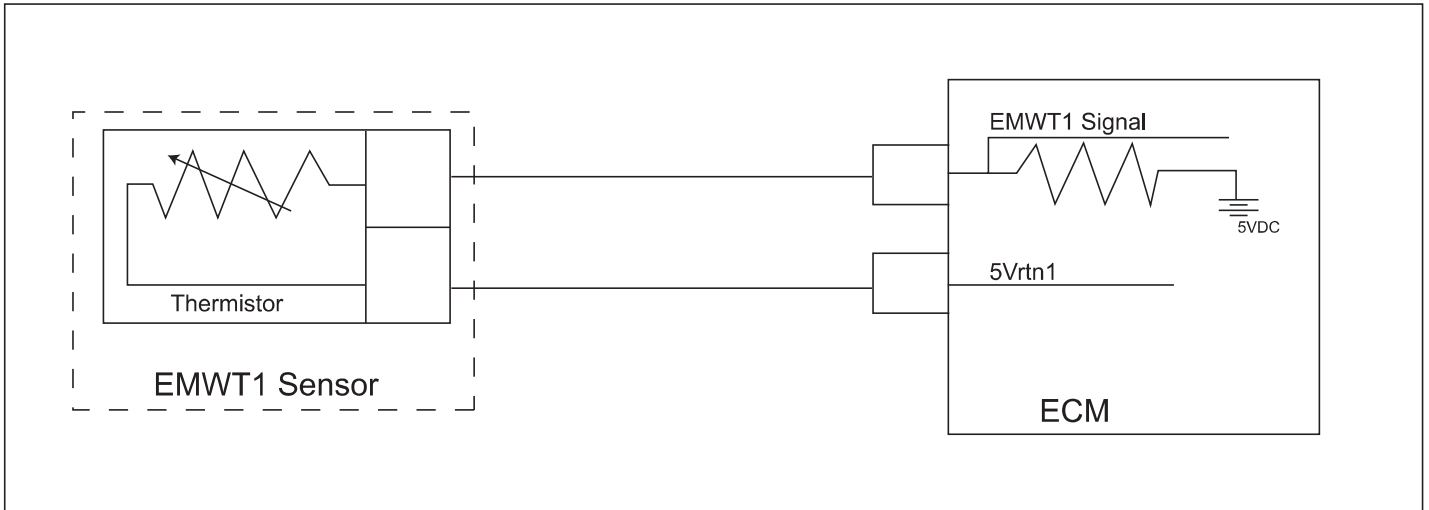 EMWT1 Signal
5VDC
5Vrtn1
Thermistor
EMWT1 Sensor
ECM